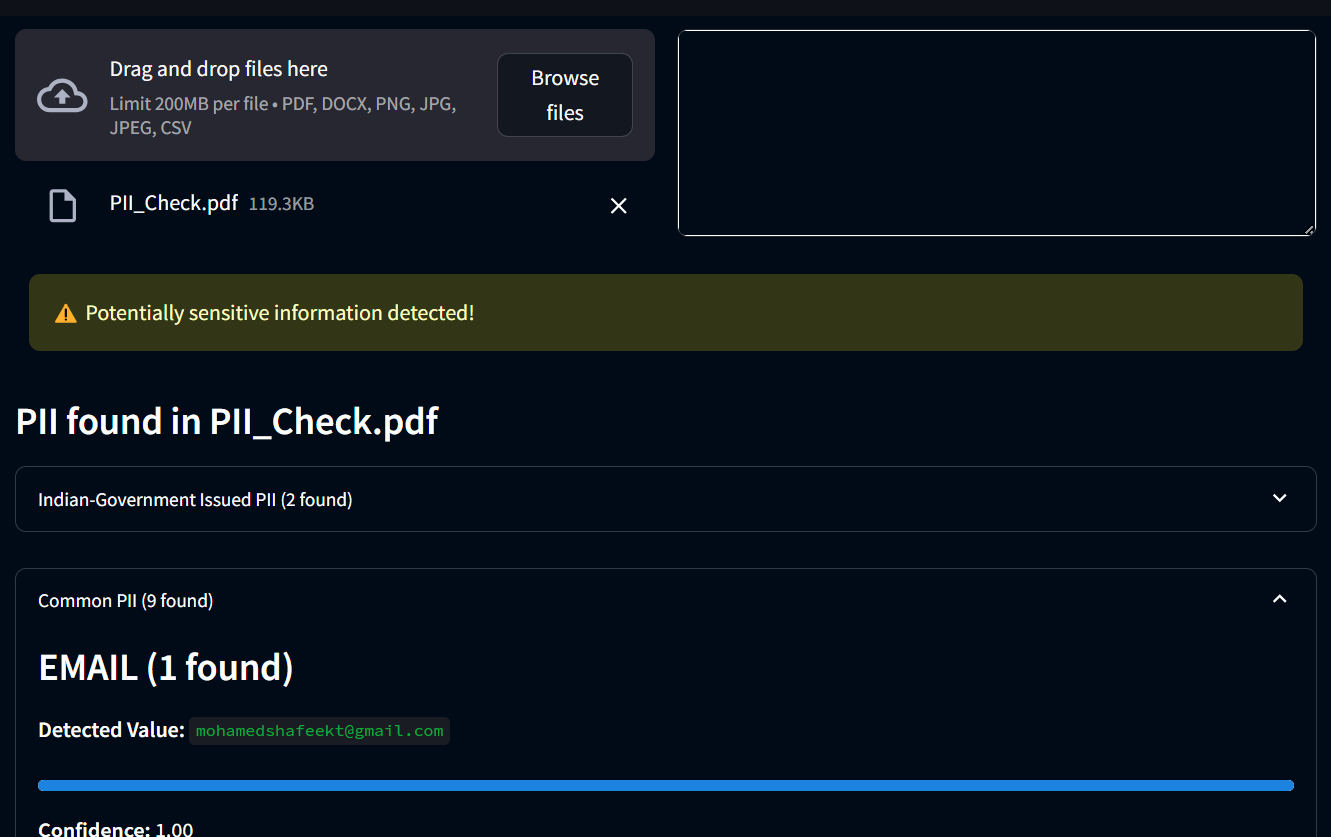 Drag and drop files here
Limit 200MB per file • PDF, DOCX, PNG, JPG,
JPEG, CSV
Browse
files
PII_Check.pdf 119.3KB
Potentially sensitive information detected!
PII found in PII_Check.pdf
Indian-Government Issued PII (2 found)
Common PII (9 found)
EMAIL (1 found)
Detected Value: mohamedshafeekt@gmail.com
Confidence: 1.00